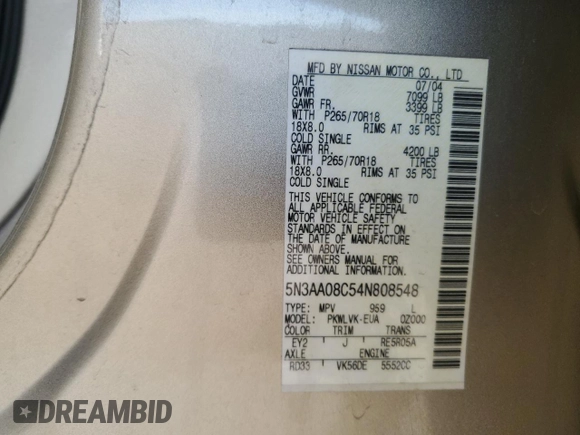 MFD BY NISSAN MOTOR CO., LTD
DATE 07/04
GVWR 7099 LB
GAWR FR. 3399 LB
WITH P265/70R18 TIRES
18X8.0 RIMS AT 35 PSI
COLD SINGLE
GAWR RR. 4200 LB
WITH P265/70R18 TIRES
18X8.0 RIMS AT 35 PSI
COLD SINGLE
THIS VEHICLE CONFORMS TO
ALL APPLICABLE FEDERAL
MOTOR VEHICLE SAFETY
STANDARDS IN EFFECT ON
THE DATE OF MANUFACTURE
SHOWN ABOVE.
SEE OWNERS MANUAL FOR
ADDITIONAL INFORMATION
5N3AA08C54N808548
TYPE: MPV 959 L
MODEL: PKWLVK-EUA 0Z000
COLOR TRIM TRANS
EY2 J RE5R05A
AXLE ENGINE
RD33 VK56DE 5552CC
DREAMBID